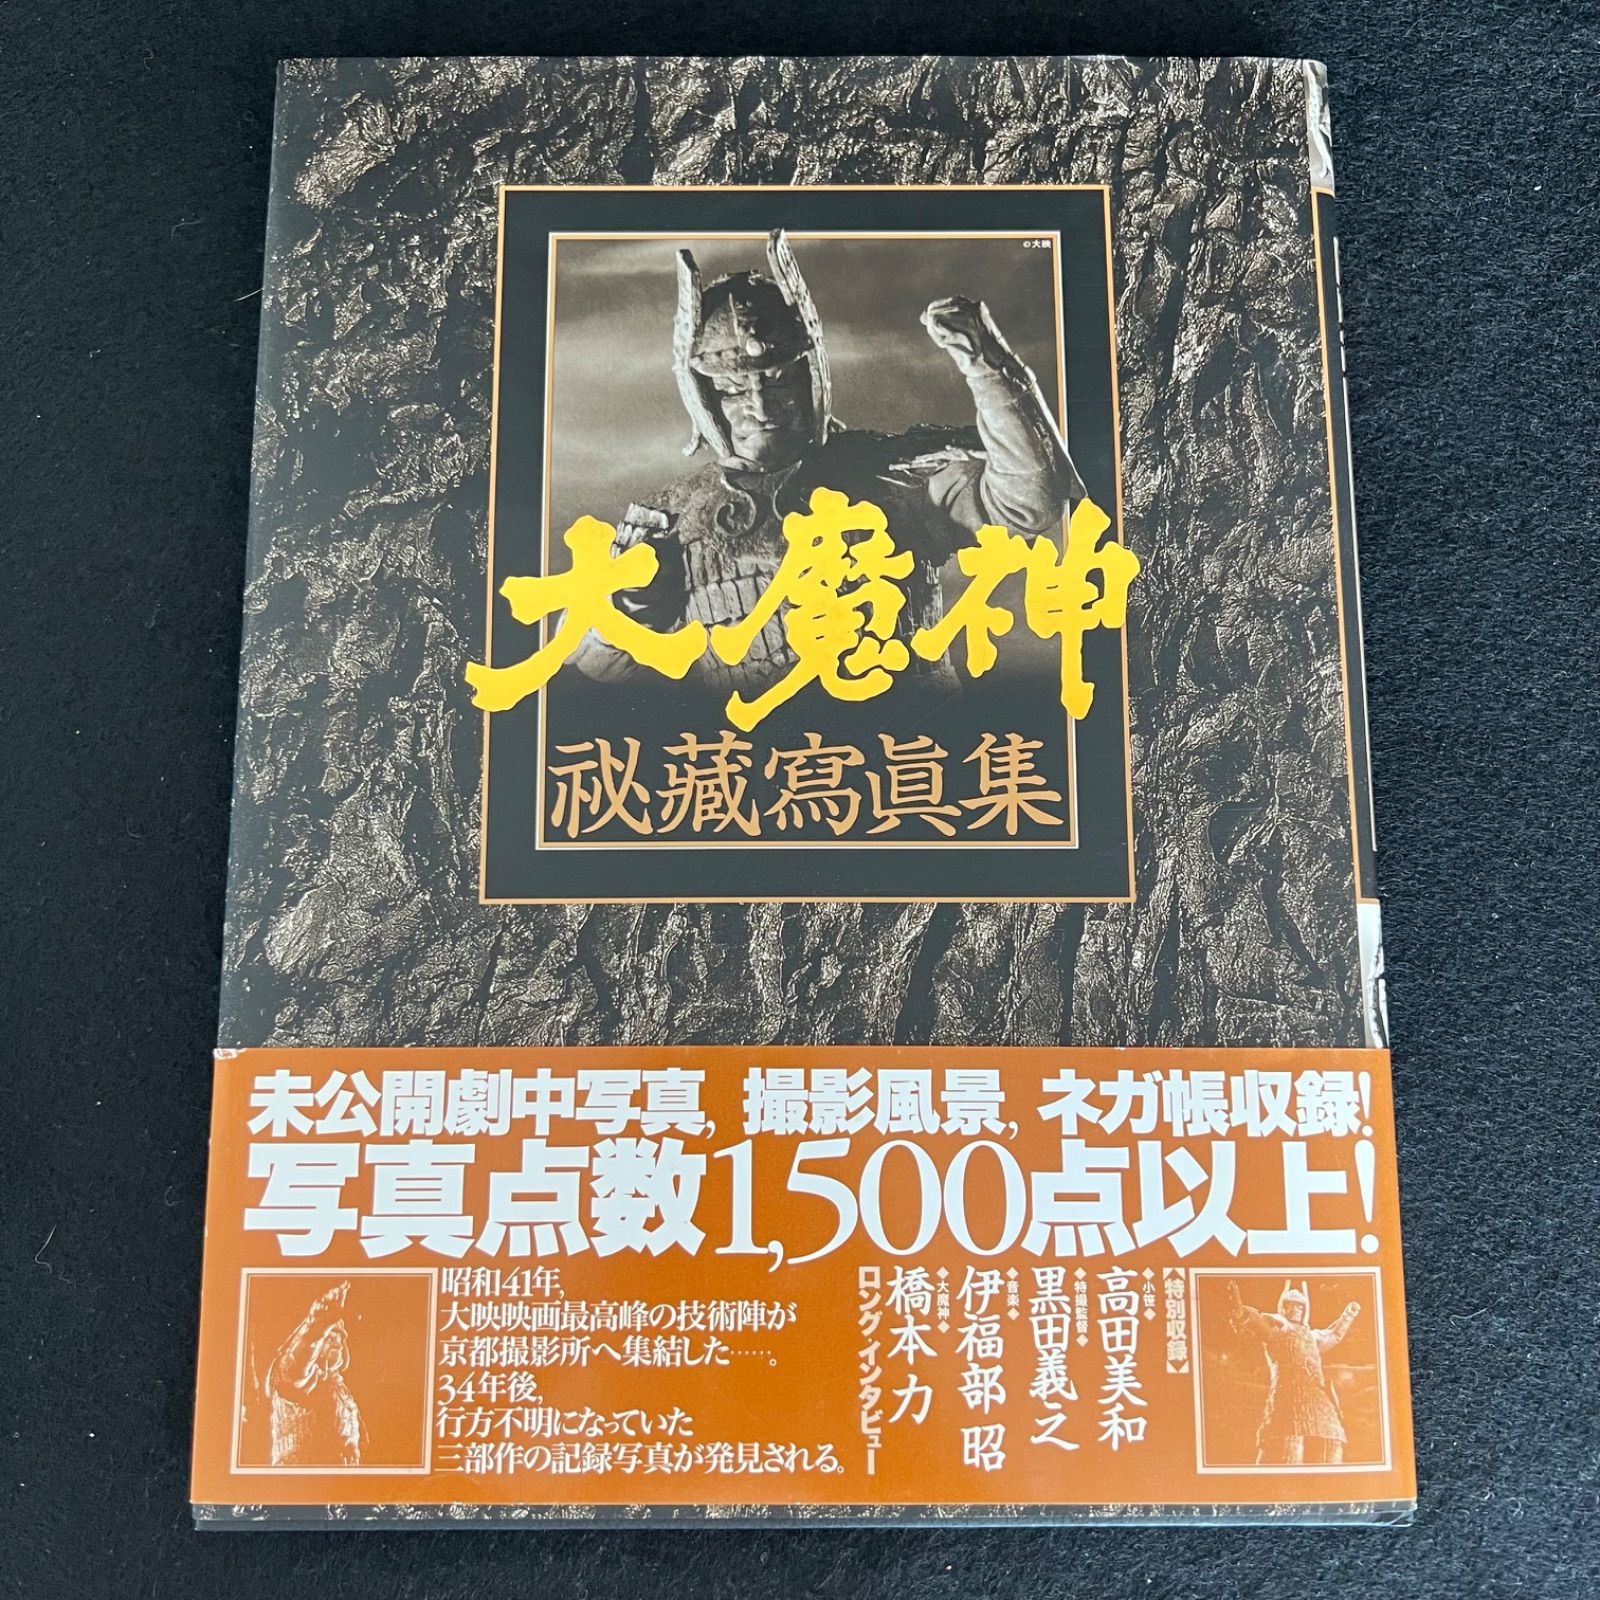 ©大映
大魔神
祕藏寫眞集
未公開劇中写真, 撮影風景, ネガ帳収録!
写真点数1,500点以上!
昭和41年,
大映映画最高峰の技術陣が
京都撮影所へ集結した……。
34年後,
行方不明になっていた
三部作の記録写真が発見される。
【特別収録】
◆小笹◆
高田美和
◆特撮監督◆
黒田義之
◆音楽◆
伊福部 昭
◆大魔神◆
橋本 力
ロング・インタビュー